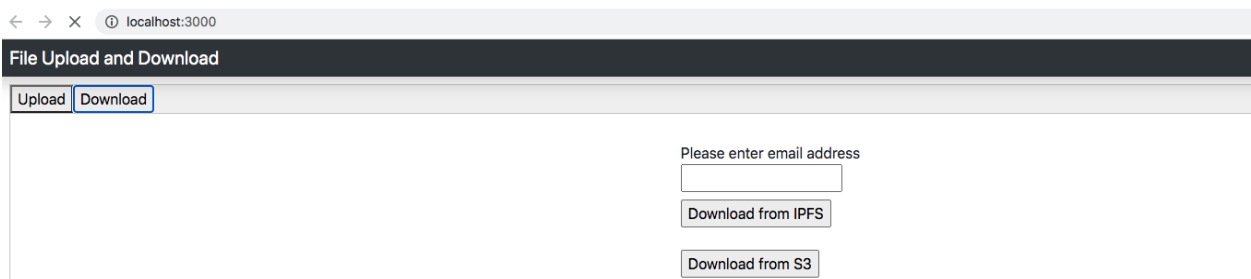 localhost:3000
File Upload and Download
Upload Download
Please enter email address
Download from IPFS
Download from S3